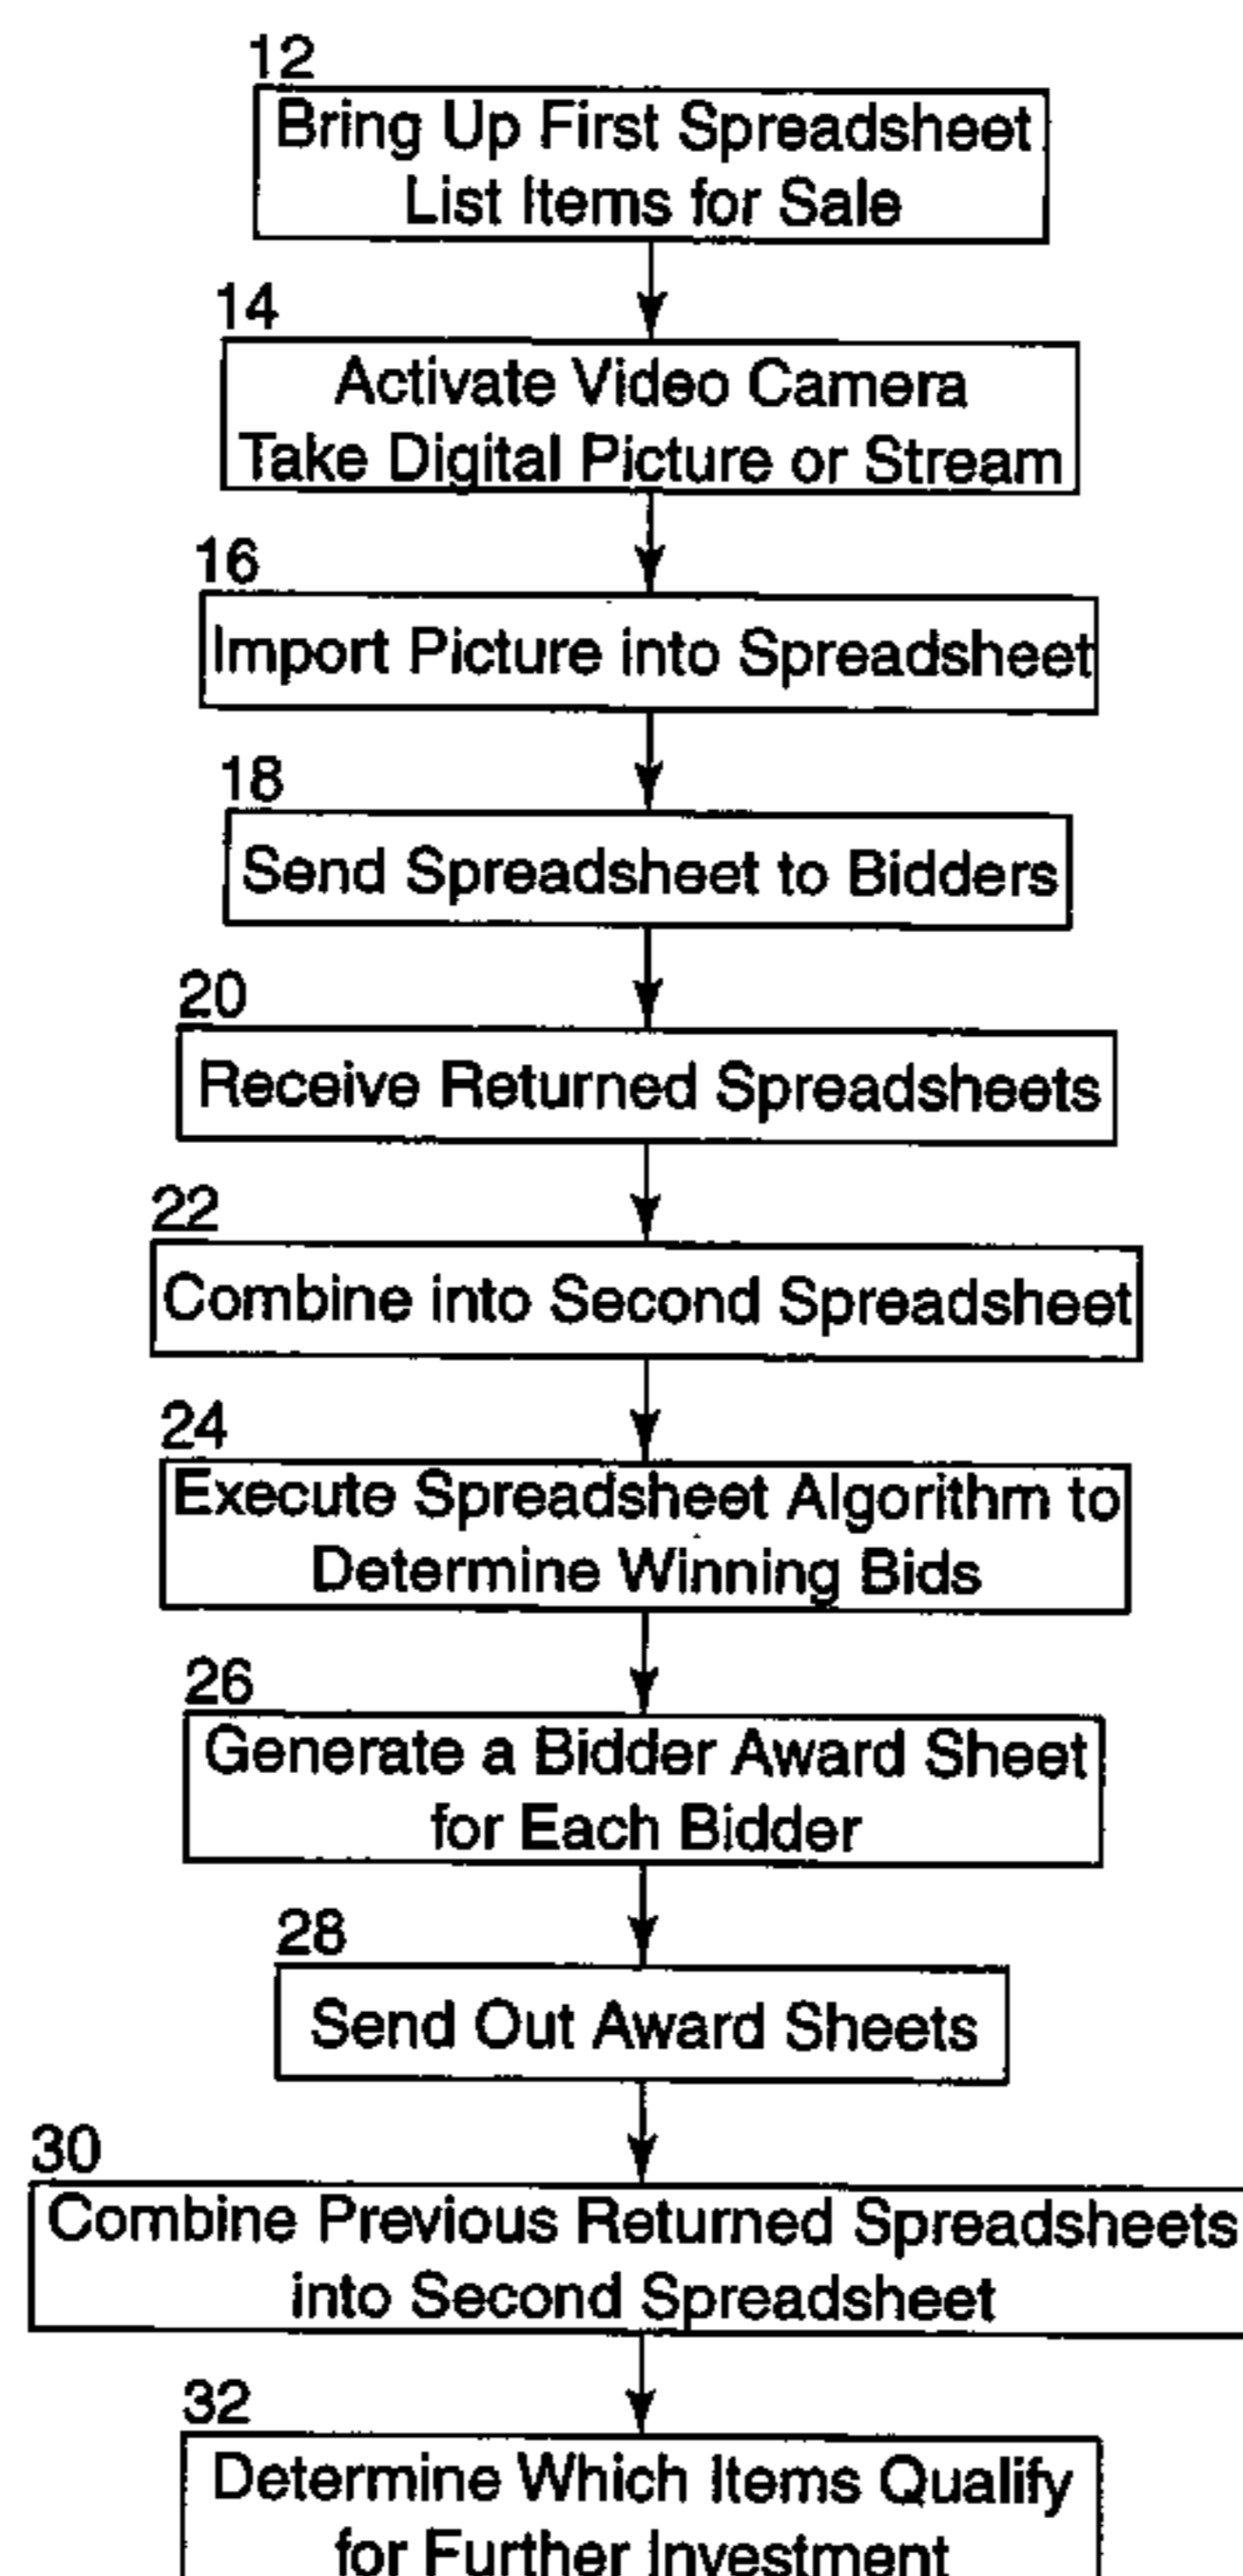 12
Bring Up First Spreadsheet
List Items for Sale
14
Activate Video Camera
Take Digital Picture or Stream
16
Import Picture into Spreadsheet
18
Send Spreadsheet to Bidders
20
Receive Returned Spreadsheets
22
Combine into Second Spreadsheet
24
Execute Spreadsheet Algorithm to
Determine Winning Bids
26
Generate a Bidder Award Sheet
for Each Bidder
28
Send Out Award Sheets
30
Combine Previous Returned Spreadsheets
into Second Spreadsheet
32
Determine Which Items Qualify
for Further Investment